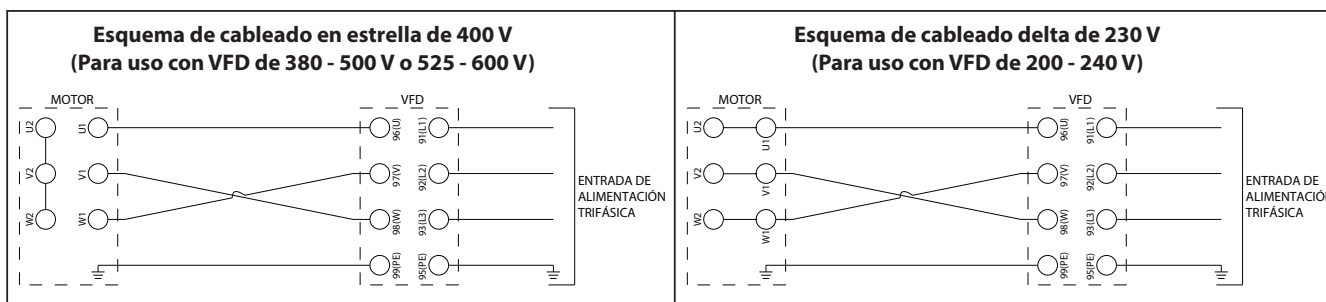 Esquema de cableado en estrella de 400 V
(Para uso con VFD de 380 - 500 V o 525 - 600 V)
MOTOR
VFD
U2
U1
96(U)
91(L1)
V2
V1
97(V)
92(L2)
W2
W1
98(W)
93(L3)
99(PE)
95(PE)
ENTRADA DE
ALIMENTACIÓN
TRIFÁSICA
Esquema de cableado delta de 230 V
(Para uso con VFD de 200 - 240 V)
MOTOR
VFD
U2
U1
96(U)
91(L1)
V2
V1
97(V)
92(L2)
W2
W1
98(W)
93(L3)
99(PE)
95(PE)
ENTRADA DE
ALIMENTACIÓN
TRIFÁSICA